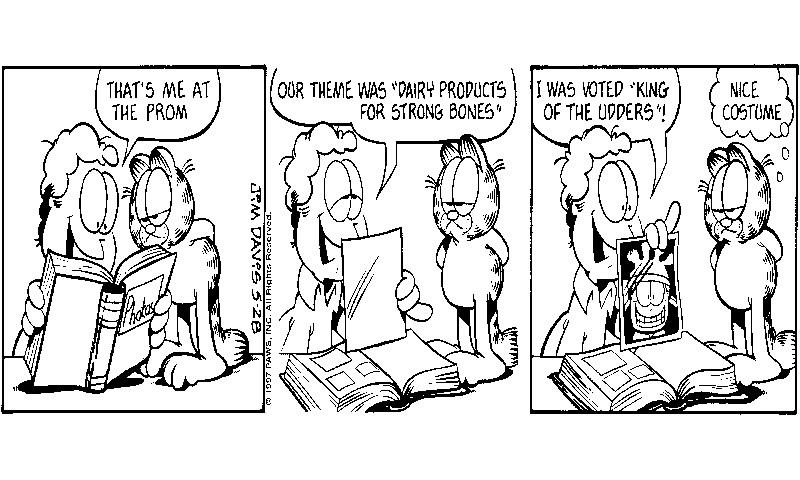 THAT'S ME AT
THE PROM
Photos
JIM DAVIS 5-28
© 1997 PAWS, INC. All Rights Reserved.
OUR THEME WAS "DAIRY PRODUCTS
FOR STRONG BONES"
I WAS VOTED "KING
OF THE UDDERS"!
NICE
COSTUME